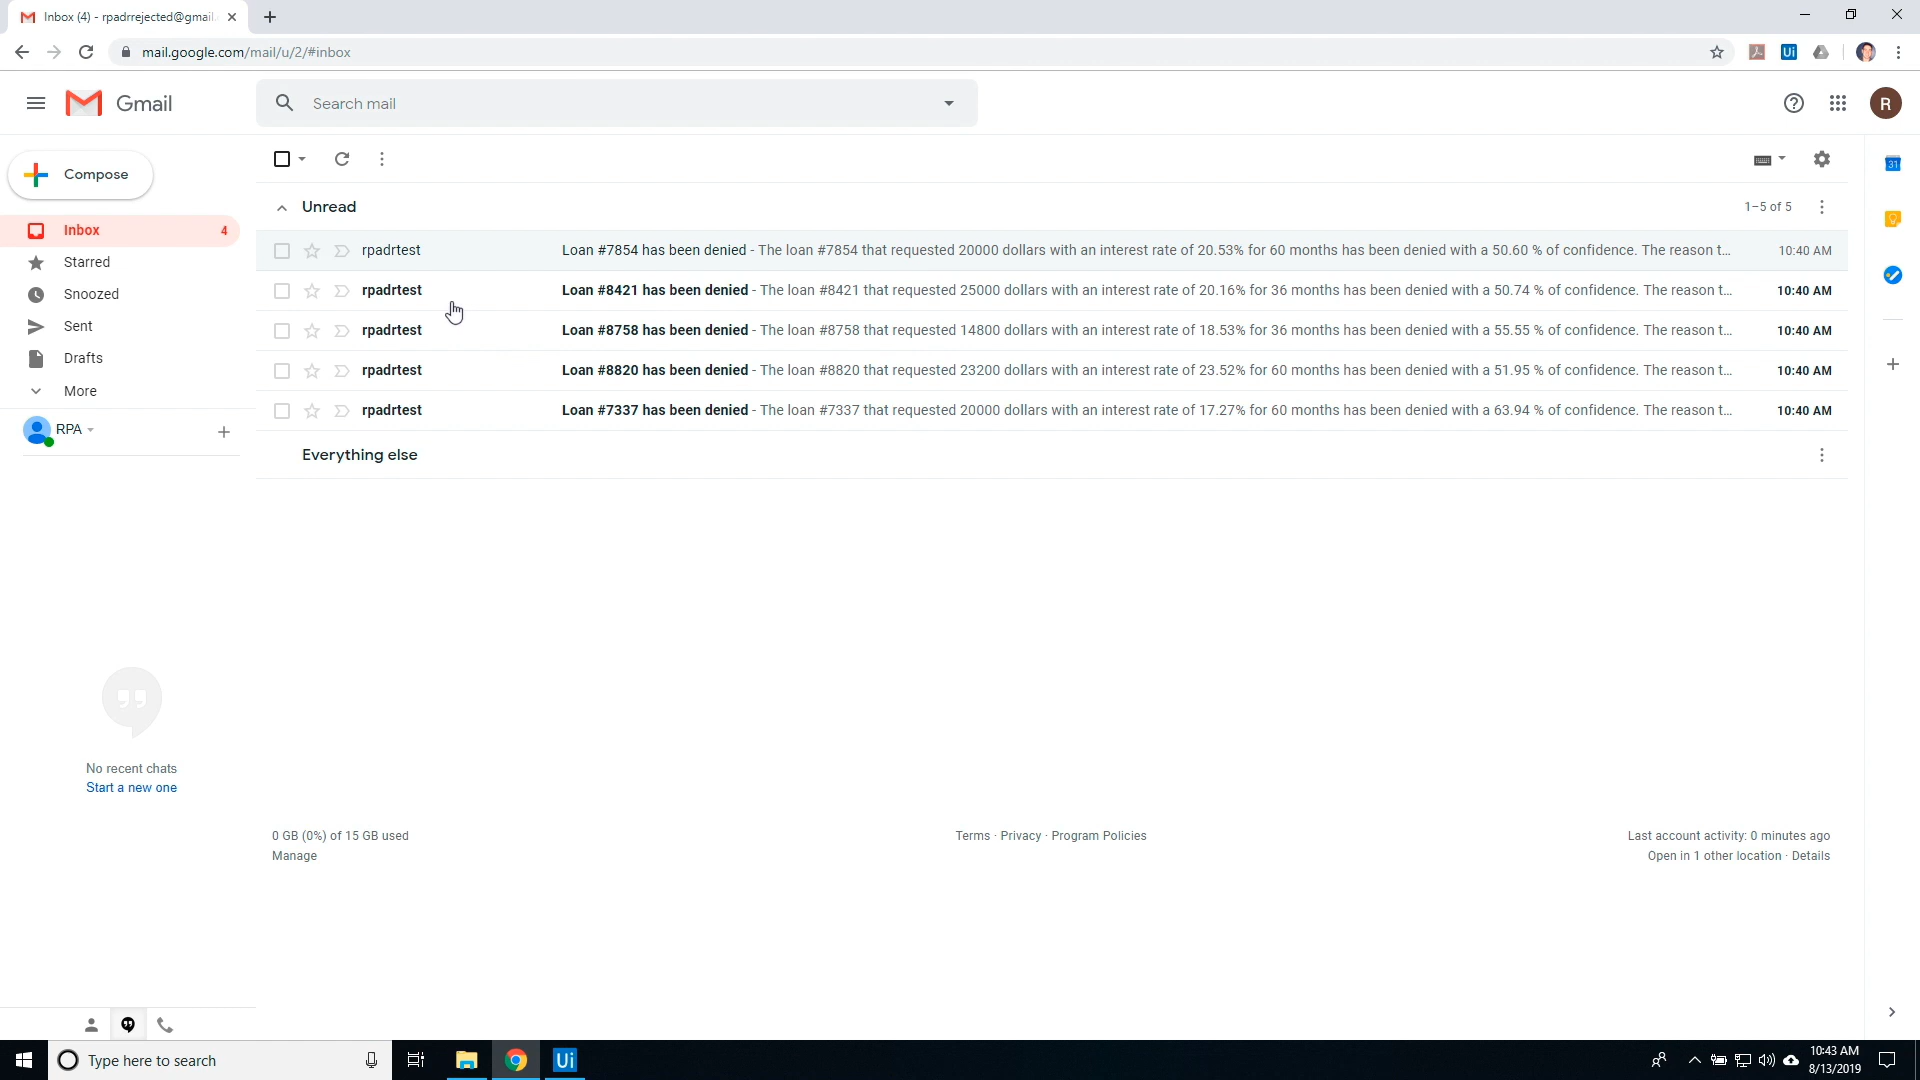 Inbox (4) - rpadrrejected@gmail.
mail.google.com/mail/u/2/#inbox
Ui
Gmail
Search mail
R
Compose
31
Unread
1–5 of 5
Inbox 4
rpadrtest Loan #7854 has been denied - The loan #7854 that requested 20000 dollars with an interest rate of 20.53% for 60 months has been denied with a 50.60 % of confidence. The reason t... 10:40 AM
Starred
rpadrtest Loan #8421 has been denied - The loan #8421 that requested 25000 dollars with an interest rate of 20.16% for 36 months has been denied with a 50.74 % of confidence. The reason t... 10:40 AM
Snoozed
Sent
rpadrtest Loan #8758 has been denied - The loan #8758 that requested 14800 dollars with an interest rate of 18.53% for 36 months has been denied with a 55.55 % of confidence. The reason t... 10:40 AM
Drafts
rpadrtest Loan #8820 has been denied - The loan #8820 that requested 23200 dollars with an interest rate of 23.52% for 60 months has been denied with a 51.95 % of confidence. The reason t... 10:40 AM
More
rpadrtest Loan #7337 has been denied - The loan #7337 that requested 20000 dollars with an interest rate of 17.27% for 60 months has been denied with a 63.94 % of confidence. The reason t... 10:40 AM
RPA
Everything else
No recent chats
Start a new one
0 GB (0%) of 15 GB used
Manage
Terms · Privacy · Program Policies
Last account activity: 0 minutes ago
Open in 1 other location · Details
Type here to search
Ui
10:43 AM
8/13/2019